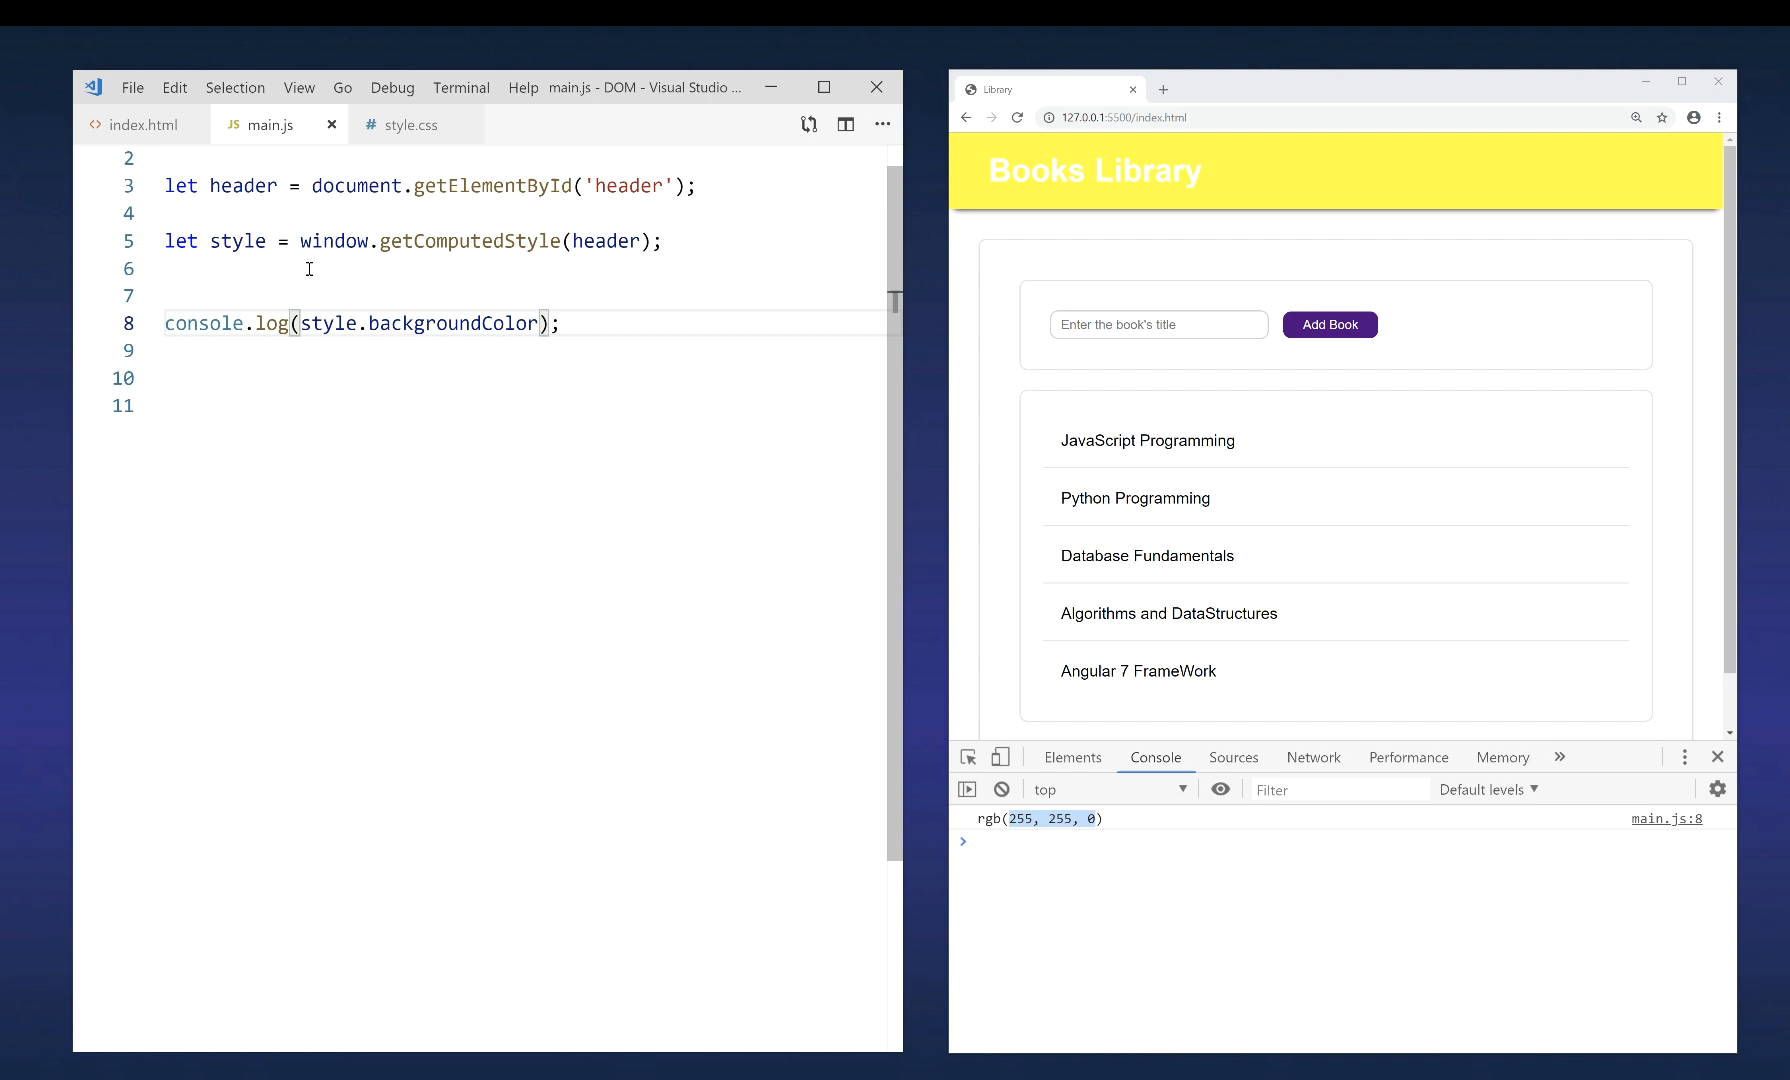 File Edit Selection View Go Debug Terminal Help main.js - DOM - Visual Studio ...
index.html JS main.js # style.css
2
3 let header = document.getElementById('header');
4
5 let style = window.getComputedStyle(header);
6
7
8 console.log(style.backgroundColor);
9
10
11
Library
127.0.0.1:5500/index.html
Books Library
Enter the book's title Add Book
JavaScript Programming
Python Programming
Database Fundamentals
Algorithms and DataStructures
Angular 7 FrameWork
Elements Console Sources Network Performance Memory
top Filter Default levels
rgb(255, 255, 0) main.js:8